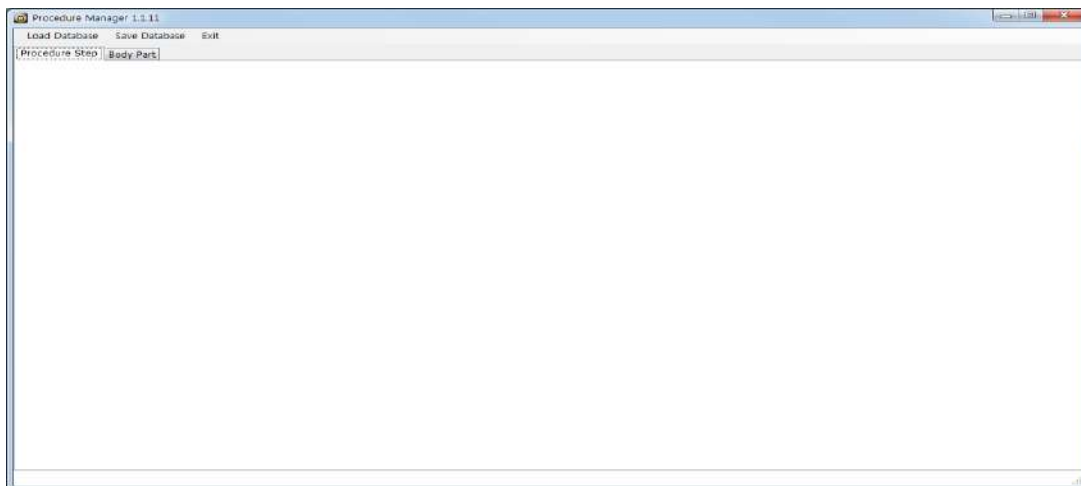 Procedure Manager 1.1.11
Load Database Save Database Exit
Procedure Step Body Part